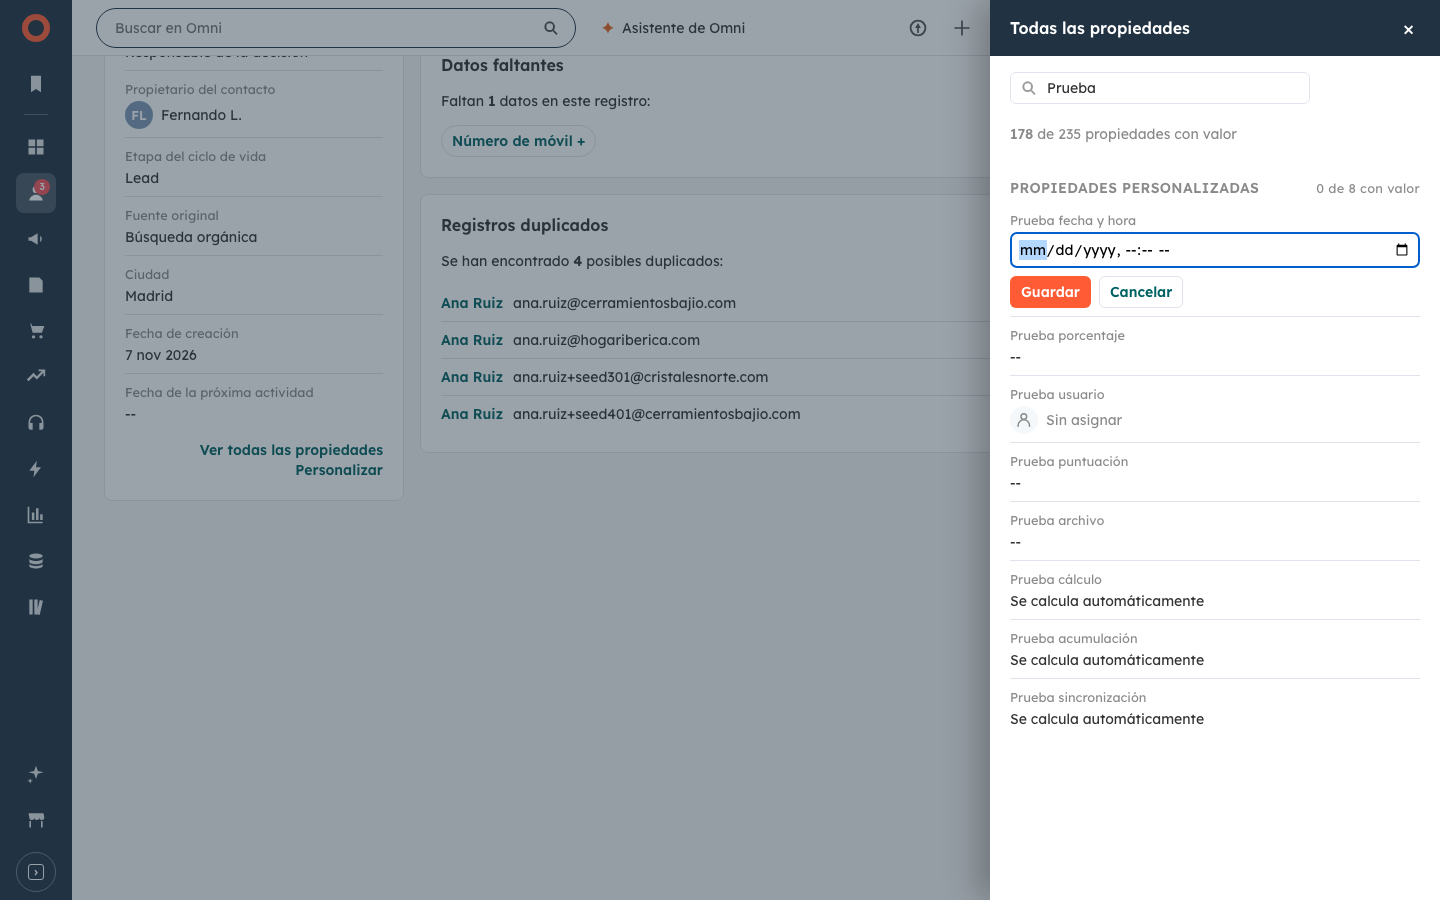 Buscar en Omni
Asistente de Omni
3
Responsable de la decisión
Propietario del contacto
FL Fernando L.
Etapa del ciclo de vida
Lead
Fuente original
Búsqueda orgánica
Ciudad
Madrid
Fecha de creación
7 nov 2026
Fecha de la próxima actividad
--
Ver todas las propiedades
Personalizar
Datos faltantes
Faltan 1 datos en este registro:
Número de móvil +
Registros duplicados
Se han encontrado 4 posibles duplicados:
Ana Ruiz ana.ruiz@cerramientosbajio.com
Ana Ruiz ana.ruiz@hogariberica.com
Ana Ruiz ana.ruiz+seed301@cristalesnorte.com
Ana Ruiz ana.ruiz+seed401@cerramientosbajio.com
Todas las propiedades
Prueba
178 de 235 propiedades con valor
PROPIEDADES PERSONALIZADAS 0 de 8 con valor
Prueba fecha y hora
mm/dd/yyyy, --:-- --
Guardar Cancelar
Prueba porcentaje
--
Prueba usuario
Sin asignar
Prueba puntuación
--
Prueba archivo
--
Prueba cálculo
Se calcula automáticamente
Prueba acumulación
Se calcula automáticamente
Prueba sincronización
Se calcula automáticamente